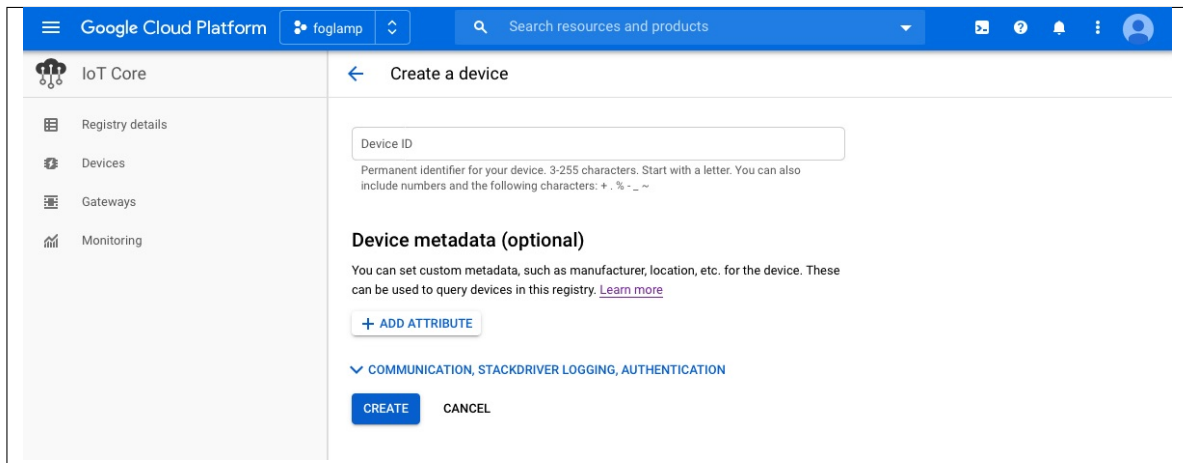 Google Cloud Platform
foglamp
Search resources and products
IoT Core
Create a device
Registry details
Devices
Gateways
Monitoring
Device ID
Permanent identifier for your device. 3-255 characters. Start with a letter. You can also
include numbers and the following characters: + . % - _ ~
Device metadata (optional)
You can set custom metadata, such as manufacturer, location, etc. for the device. These
can be used to query devices in this registry. Learn more
+ ADD ATTRIBUTE
COMMUNICATION, STACKDRIVER LOGGING, AUTHENTICATION
CREATE CANCEL